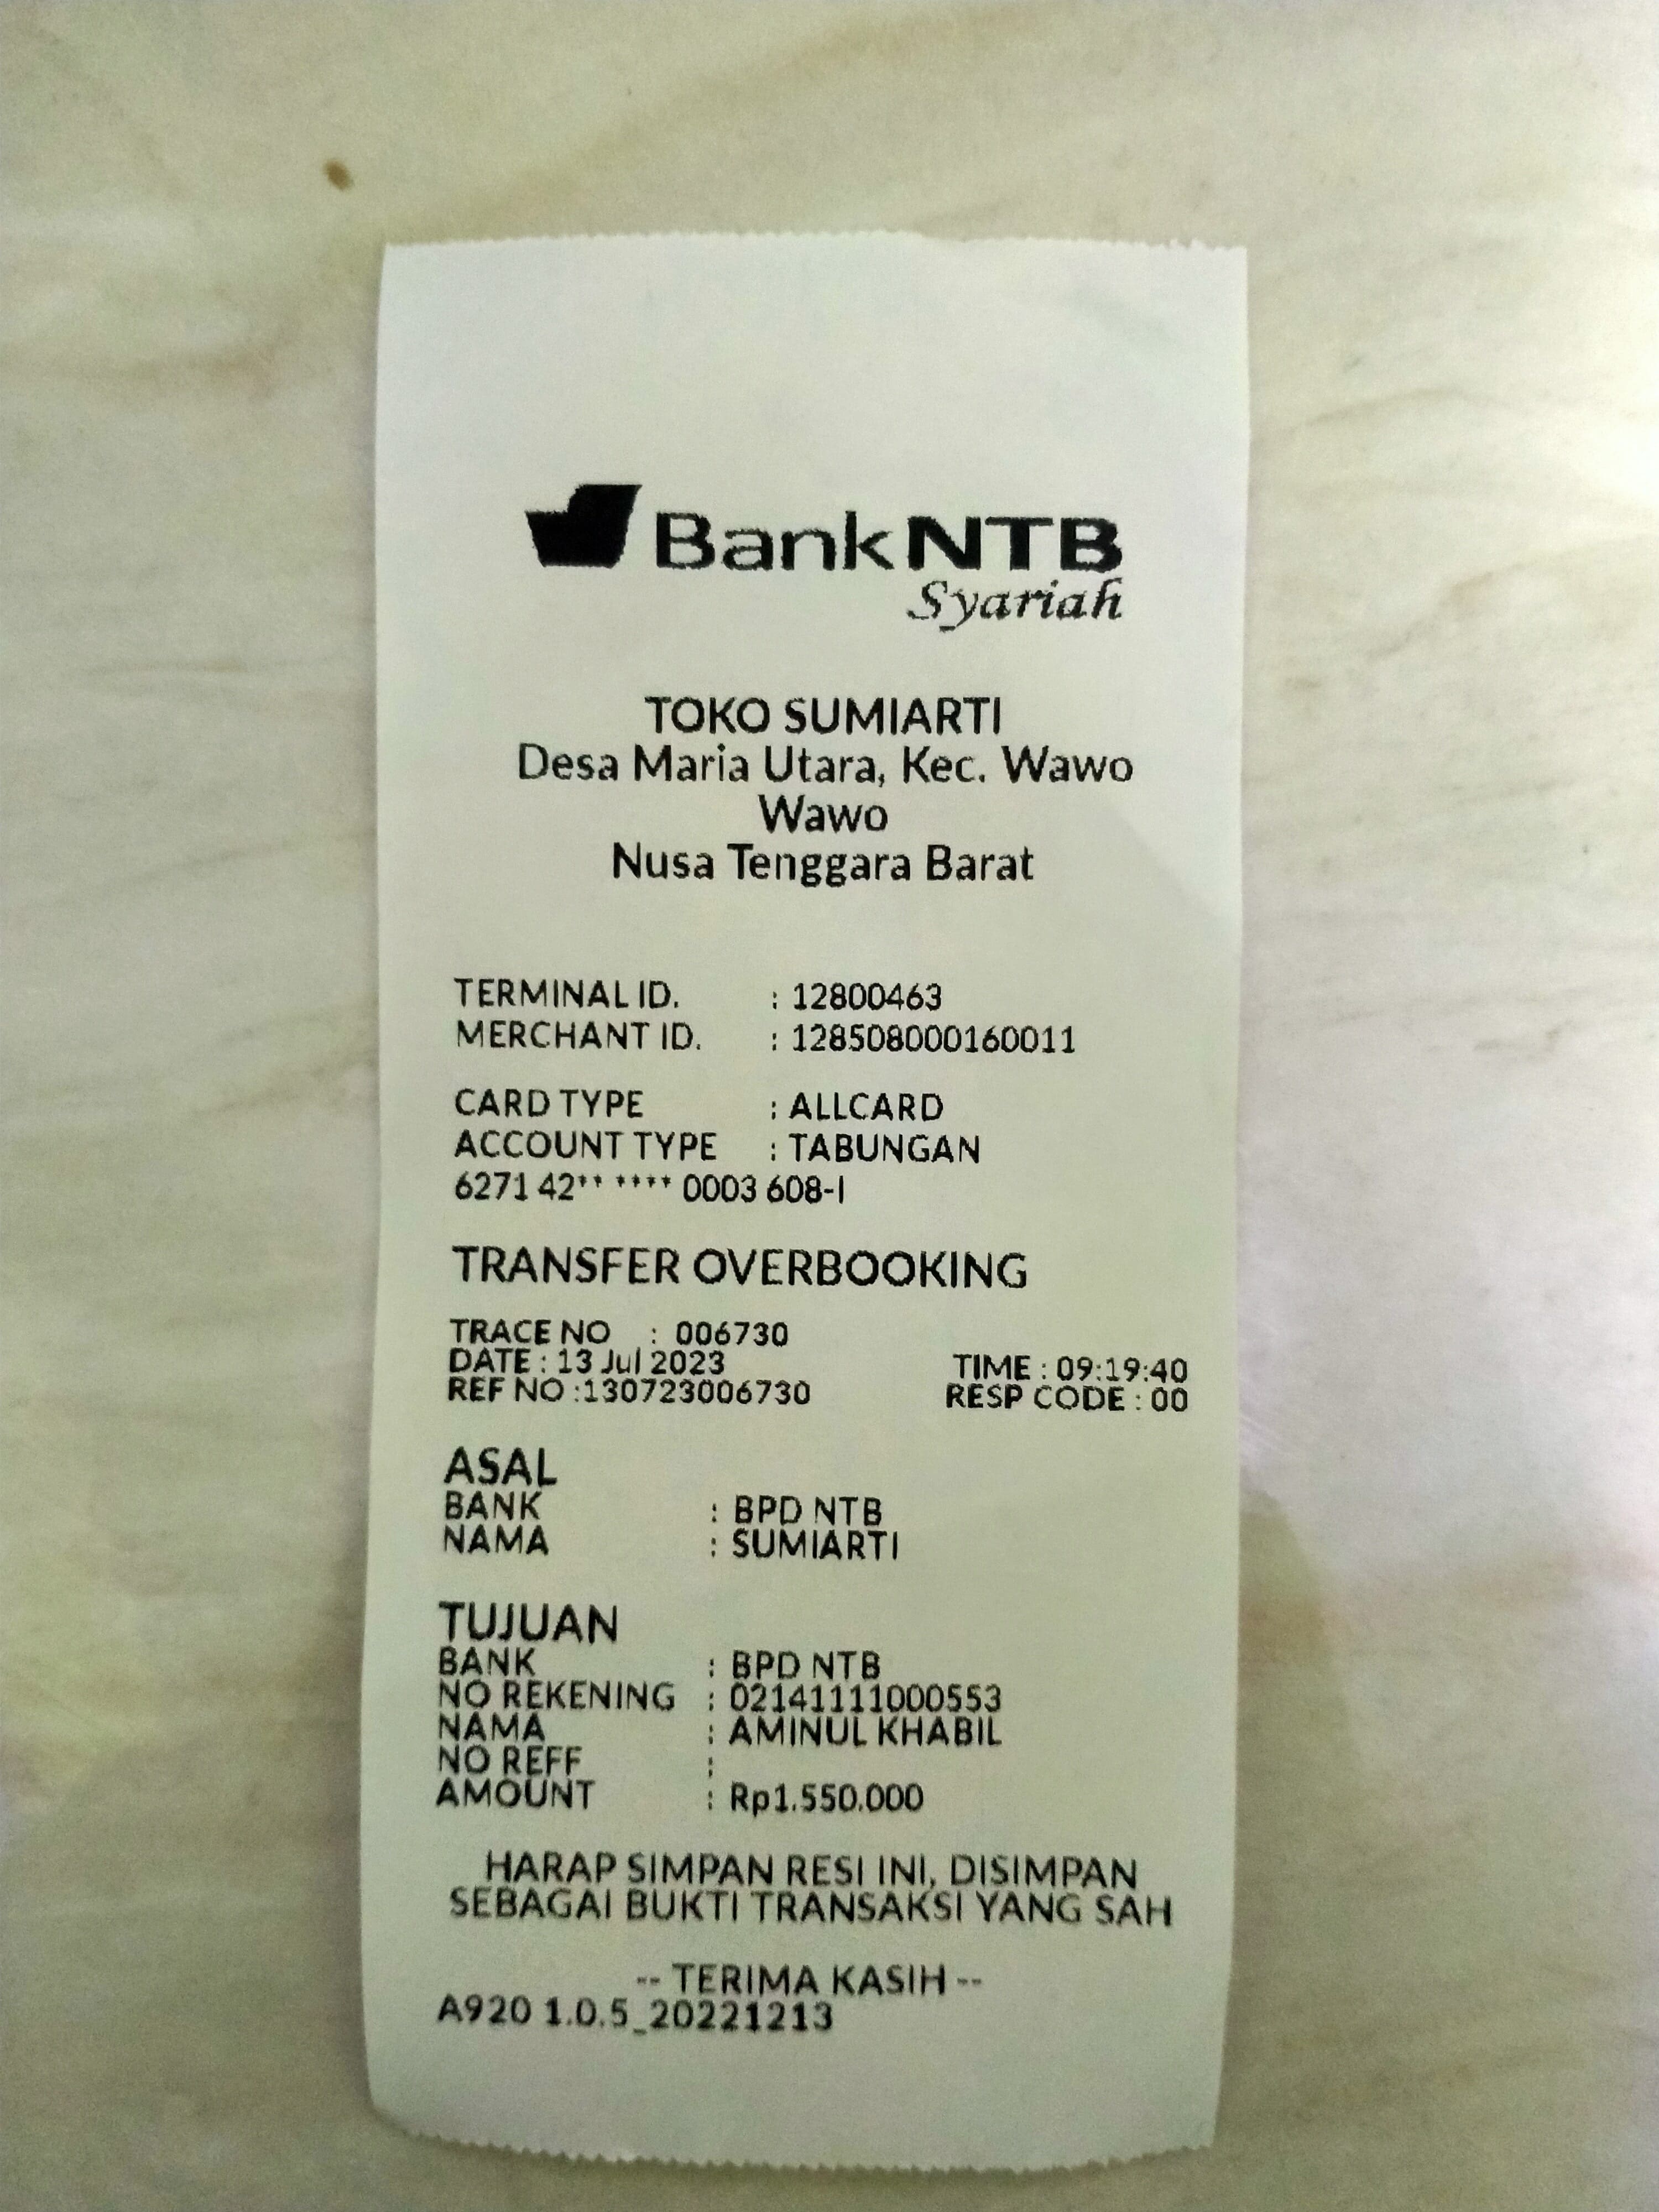 BankNTB
Syariah
TOKO SUMIARTI
Desa Maria Utara, Kec. Wawo
Wawo
Nusa Tenggara Barat
TERMINAL ID. : 12800463
MERCHANT ID. : 128508000160011
CARD TYPE : ALLCARD
ACCOUNT TYPE : TABUNGAN
6271 42** **** 0003 608-I
TRANSFER OVERBOOKING
TRACE NO : 006730
DATE : 13 Jul 2023 TIME : 09:19:40
REF NO :130723006730 RESP CODE : 00
ASAL
BANK : BPD NTB
NAMA : SUMIARTI
TUJUAN
BANK : BPD NTB
NO REKENING : 02141111000553
NAMA : AMINUL KHABIL
NO REFF :
AMOUNT : Rp1.550.000
HARAP SIMPAN RESI INI, DISIMPAN
SEBAGAI BUKTI TRANSAKSI YANG SAH
-- TERIMA KASIH --
A920 1.0.5_20221213